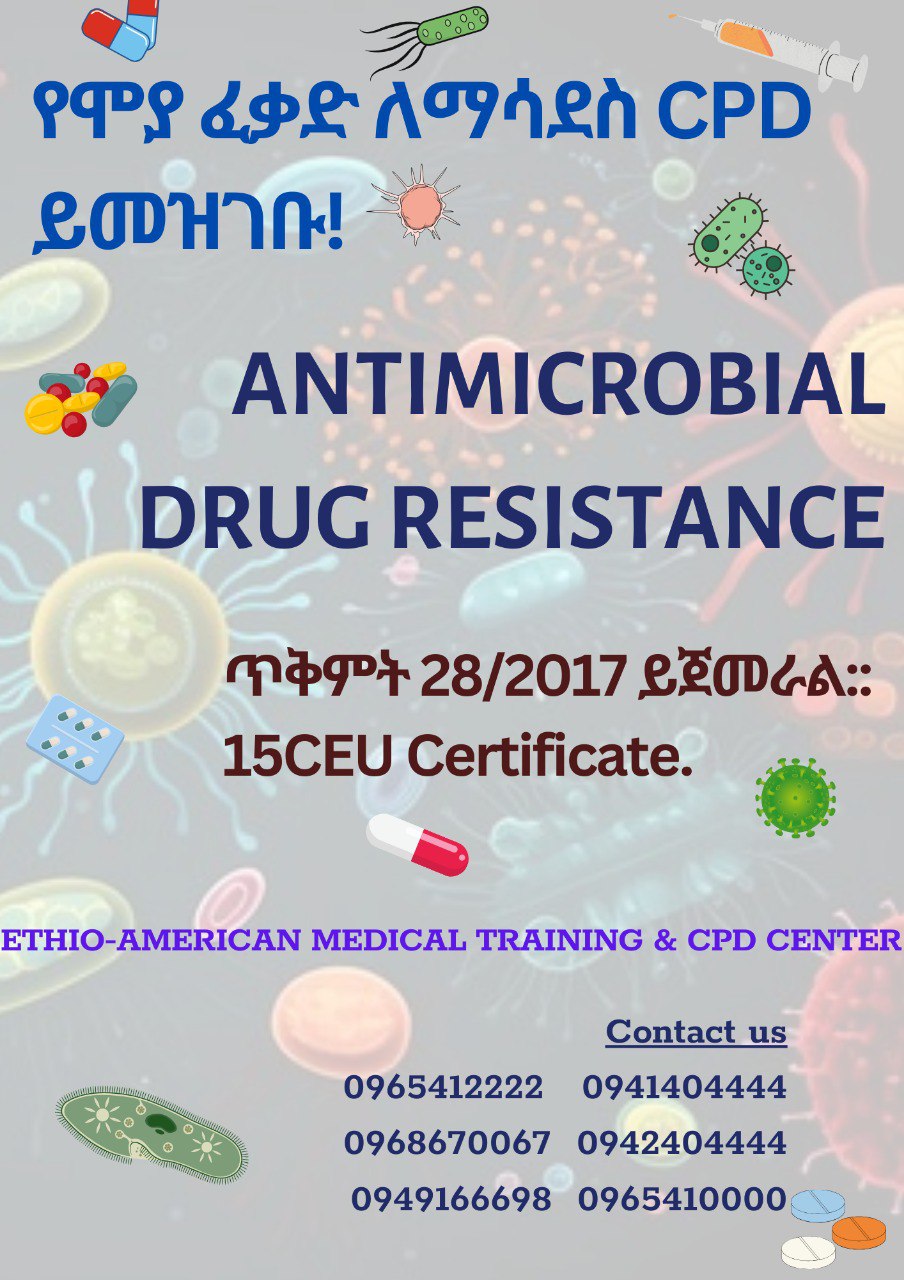 የሞያ ፈቃድ ለማሳደስ CPD
ይመዝገቡ!
ANTIMICROBIAL
DRUG RESISTANCE
ጥቅምት 28/2017 ይጀመራል::
15CEU Certificate.
ETHIO-AMERICAN MEDICAL TRAINING & CPD CENTER
Contact us
0965412222 0941404444
0968670067 0942404444
0949166698 0965410000